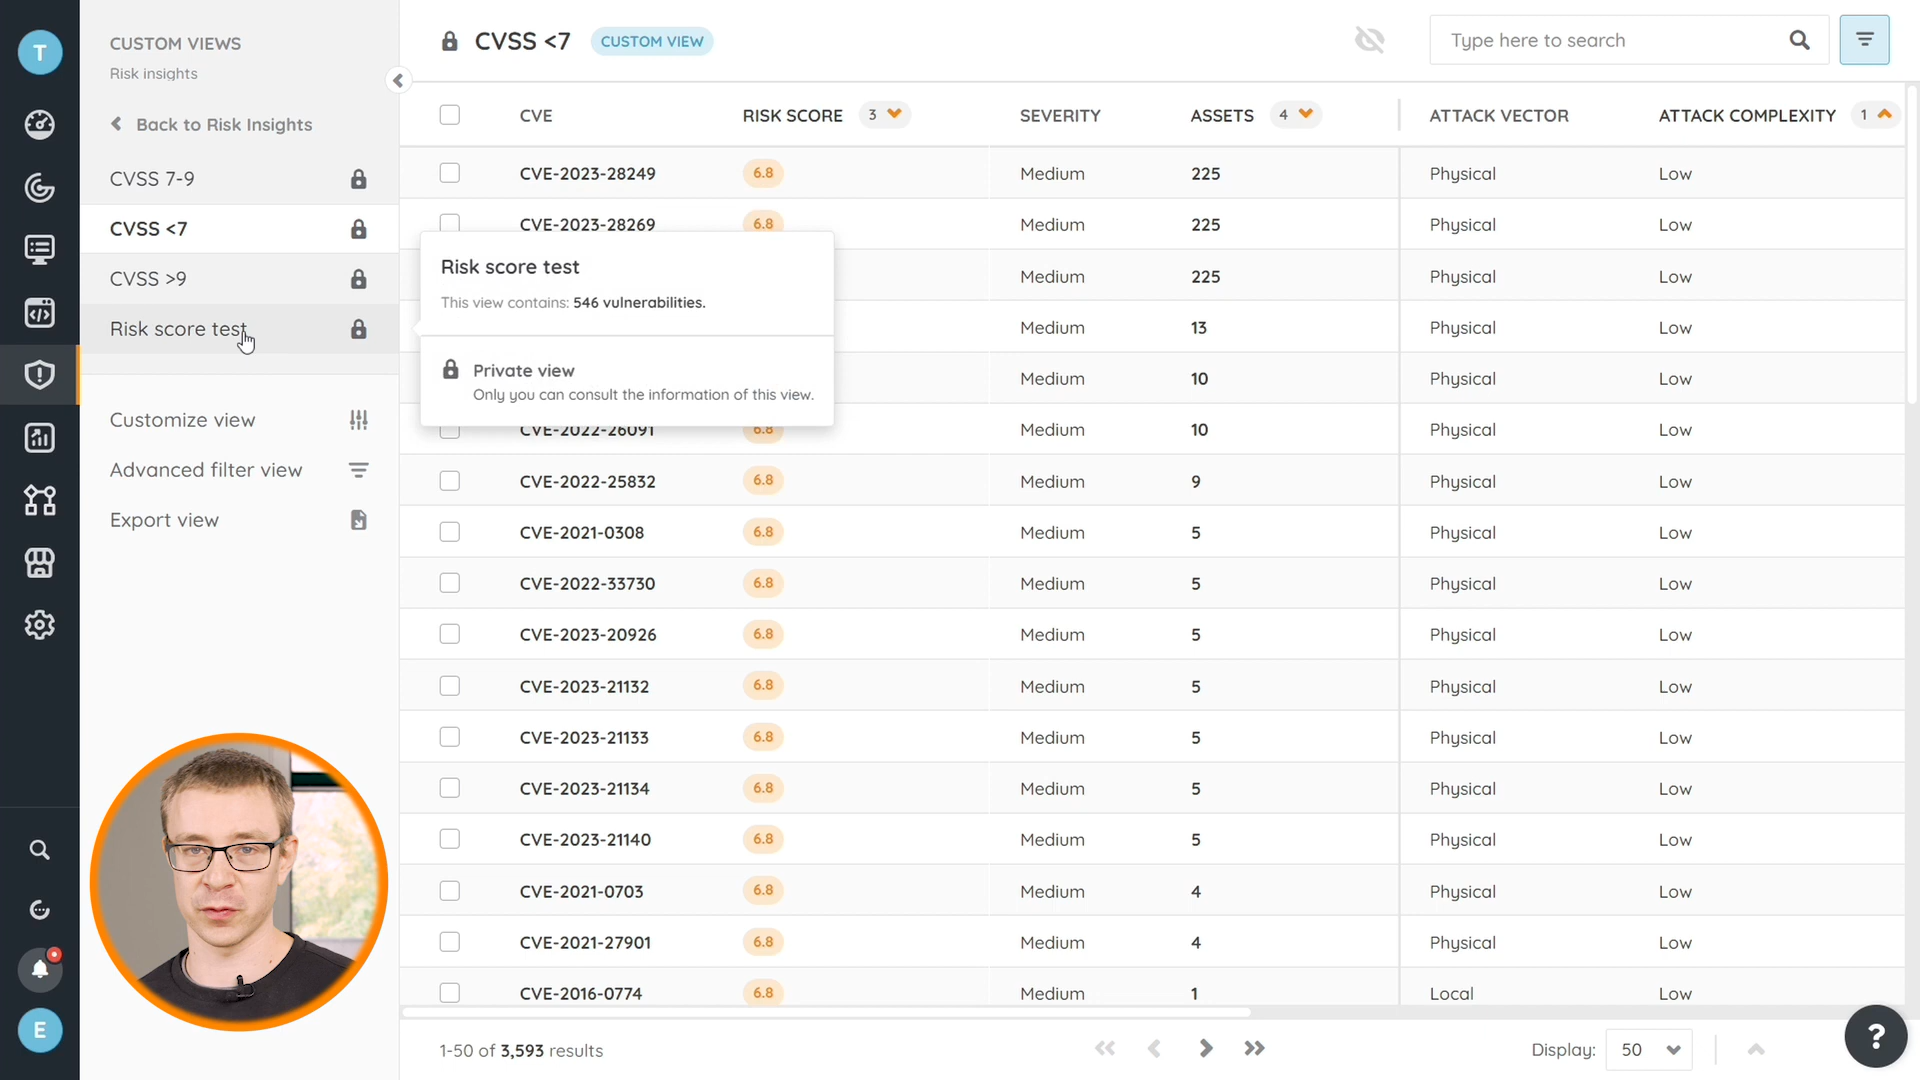 T
CUSTOM VIEWS
Risk insights
Back to Risk Insights
CVSS 7-9
CVSS <7
CVSS >9
Risk score test
Customize view
Advanced filter view
Export view
E
CVSS <7 CUSTOM VIEW
Type here to search
CVE RISK SCORE 3 SEVERITY ASSETS 4 ATTACK VECTOR ATTACK COMPLEXITY 1
CVE-2023-28249 6.8 Medium 225 Physical Low
CVE-2023-28269 6.8 Medium 225 Physical Low
Medium 225 Physical Low
Medium 13 Physical Low
Medium 10 Physical Low
CVE-2022-26091 6.8 Medium 10 Physical Low
CVE-2022-25832 6.8 Medium 9 Physical Low
CVE-2021-0308 6.8 Medium 5 Physical Low
CVE-2022-33730 6.8 Medium 5 Physical Low
CVE-2023-20926 6.8 Medium 5 Physical Low
CVE-2023-21132 6.8 Medium 5 Physical Low
CVE-2023-21133 6.8 Medium 5 Physical Low
CVE-2023-21134 6.8 Medium 5 Physical Low
CVE-2023-21140 6.8 Medium 5 Physical Low
CVE-2021-0703 6.8 Medium 4 Physical Low
CVE-2021-27901 6.8 Medium 4 Physical Low
CVE-2016-0774 6.8 Medium 1 Local Low
Risk score test
This view contains: 546 vulnerabilities.
Private view
Only you can consult the information of this view.
1-50 of 3,593 results
Display: 50
?